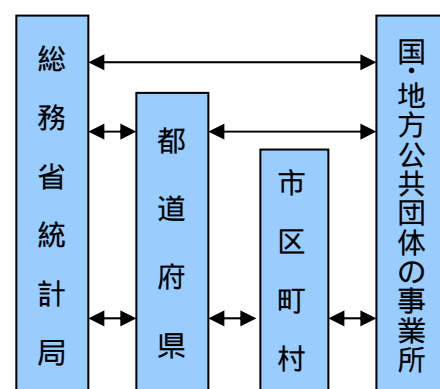 総務省統計局
都道府県
市区町村
国・地方公共団体の事業所